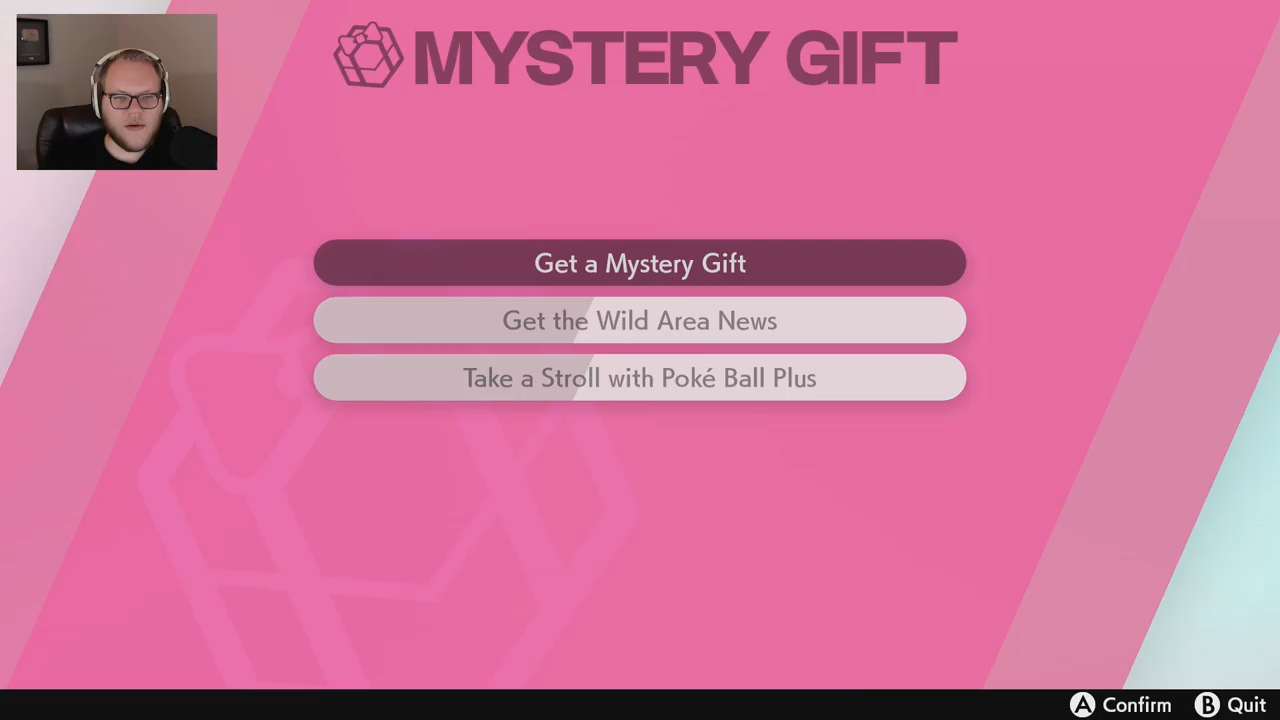 MYSTERY GIFT
Get a Mystery Gift
Get the Wild Area News
Take a Stroll with Poké Ball Plus
A Confirm B Quit